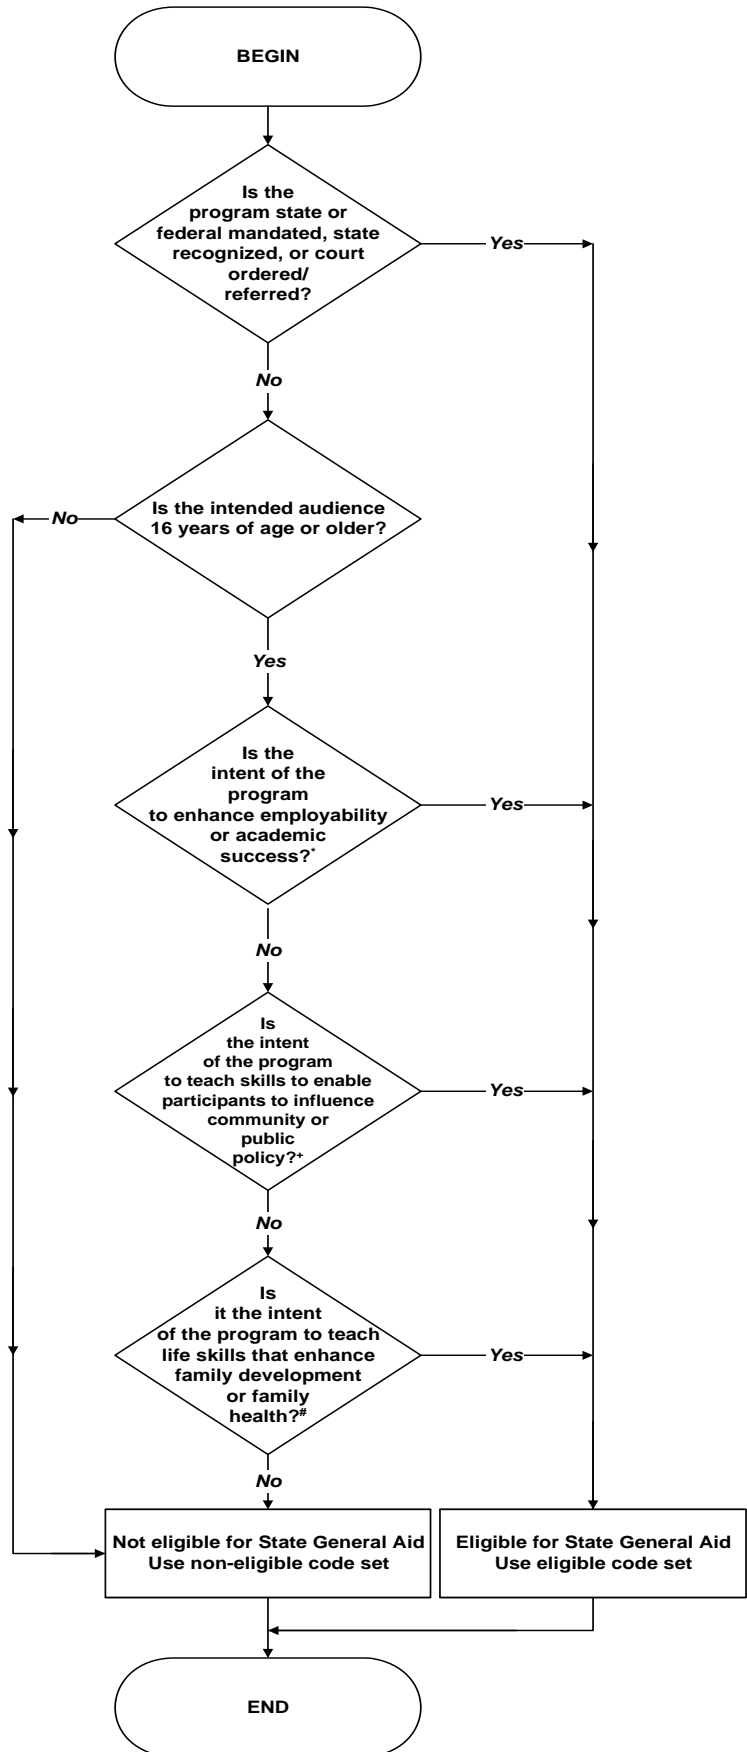 BEGIN
Is the
program state or
federal mandated, state
recognized, or court
ordered/
referred?
Yes
No
Is the intended audience
16 years of age or older?
No
Yes
Is the
intent of the
program
to enhance employability
or academic
success?*
Yes
No
Is
the intent
of the program
to teach skills to enable
participants to influence
community or
public
policy?+
Yes
No
Is
it the intent
of the program to teach
life skills that enhance
family development
or family
health?#
Yes
No
Not eligible for State General Aid
Use non-eligible code set
Eligible for State General Aid
Use eligible code set
END